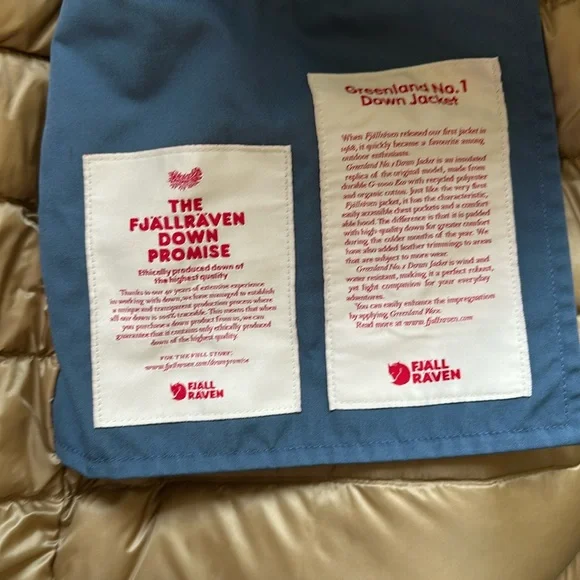 THE
FJÄLLRÄVEN
DOWN
PROMISE
Ethically produced down of
the highest quality
Thanks to our 40 years of extensive experience
in working with down, we have managed to establish
a unique and transparent production process where
all our down is 100% traceable. This means that when
you purchase a down product from us, we can
guarantee that it contains only ethically produced
down of the highest quality.
FOR THE FULL STORY:
www.fjallraven.com/downpromise
FJÄLL
RÄVEN
Greenland No.1
Down Jacket
When Fjällräven released our first jacket in
1968, it quickly became a favourite among
outdoor enthusiasts.
Greenland No.1 Down Jacket is an insulated
replica of the original model, made from
durable G-1000 Eco with recycled polyester
and organic cotton. Just like the very first
Fjällräven jacket, it has the characteristic,
easily accessible chest pockets and a comfort
able hood. The difference is that it is padded
with high-quality down for greater comfort
during the colder months of the year. We
have also added leather trimmings to areas
that are subject to more wear.
Greenland No.1 Down Jacket is wind and
water resistant, making it a perfect robust,
yet light companion for your everyday
adventures.
You can easily enhance the impregnation
by applying Greenland Wax.
Read more at www.fjallraven.com
FJÄLL
RÄVEN